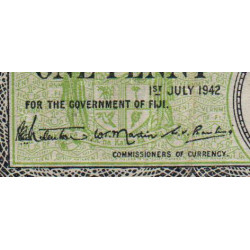 ONE PENNY
1ST JULY 1942
FOR THE GOVERNMENT OF FIJI.
COMMISSIONERS OF CURRENCY.